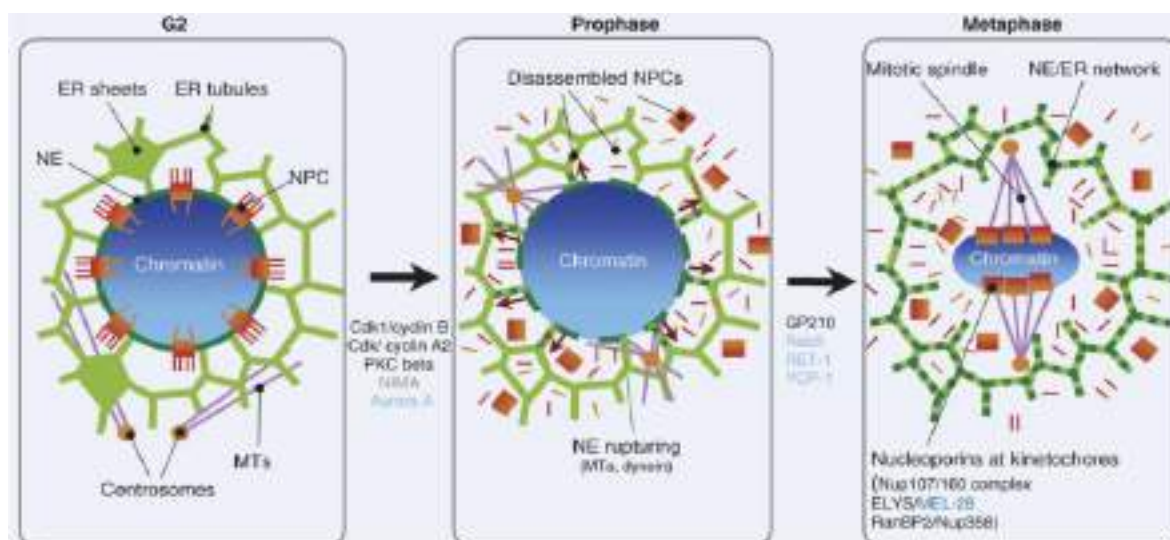 G2
ER sheets
ER tubules
NE
NPC
Chromatin
MTs
Centrosomes
Cdk1/cyclin B
Cdk/ cyclin A2
PKC beta
NIMA
Aurora A
Prophase
Disassembled NPCs
Chromatin
NE rupturing
(MTs, dynein)
GP210
RET-1
Metaphase
Mitotic spindle
NE/ER network
Chromatin
Nucleoporins at kinetochores
(Nup107/160 complex
ELYS/MEL-28
RanBP2/Nup358)